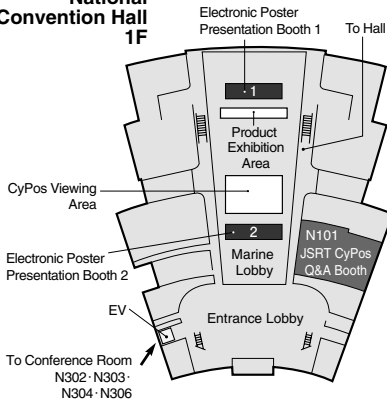 National
Convention Hall
1F
Electronic Poster
Presentation Booth 1
To Hall
· 1
Product
Exhibition
Area
CyPos Viewing
Area
· 2
N101
JSRT CyPos
Q&A Booth
Marine
Lobby
Electronic Poster
Presentation Booth 2
EV
Entrance Lobby
To Conference Room
N302 · N303 ·
N304 · N306